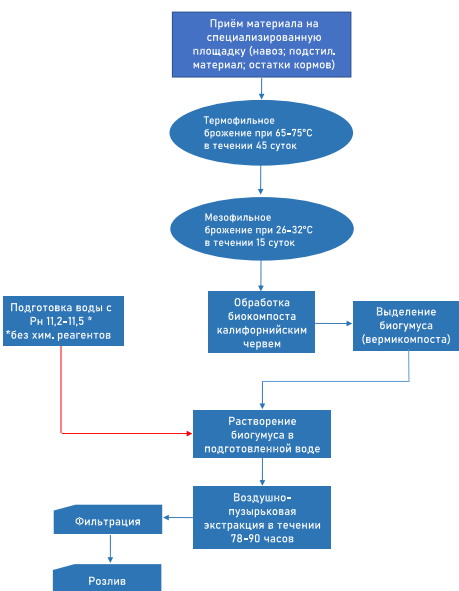 Приём материала на
специализированную
площадку (навоз; подстил.
материал; остатки кормов)
Термофильное
брожение при 65-75°C
в течении 45 суток
Мезофильное
брожение при 26-32°C
в течении 15 суток
Подготовка воды с
Рн 11,2-11,5 *
*без хим. реагентов
Обработка
биокомпоста
калифорнийским
червем
Выделение
биогумуса
(вермикомпоста)
Растворение
биогумуса в
подготовленной воде
Воздушно-
пузырьковая
экстракция в течении
78-90 часов
Фильтрация
Розлив